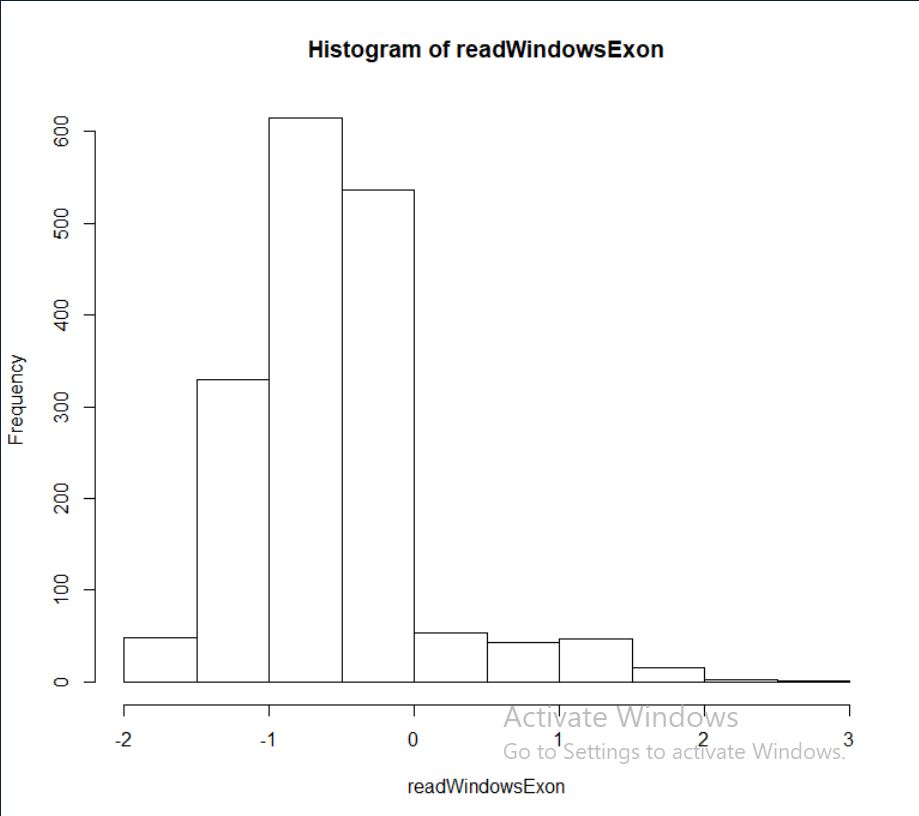 Histogram of readWindowsExon
Frequency
600
500
400
300
200
100
0
-2
-1
0
1
2
3
readWindowsExon
Activate Windows
Go to Settings to activate Windows.